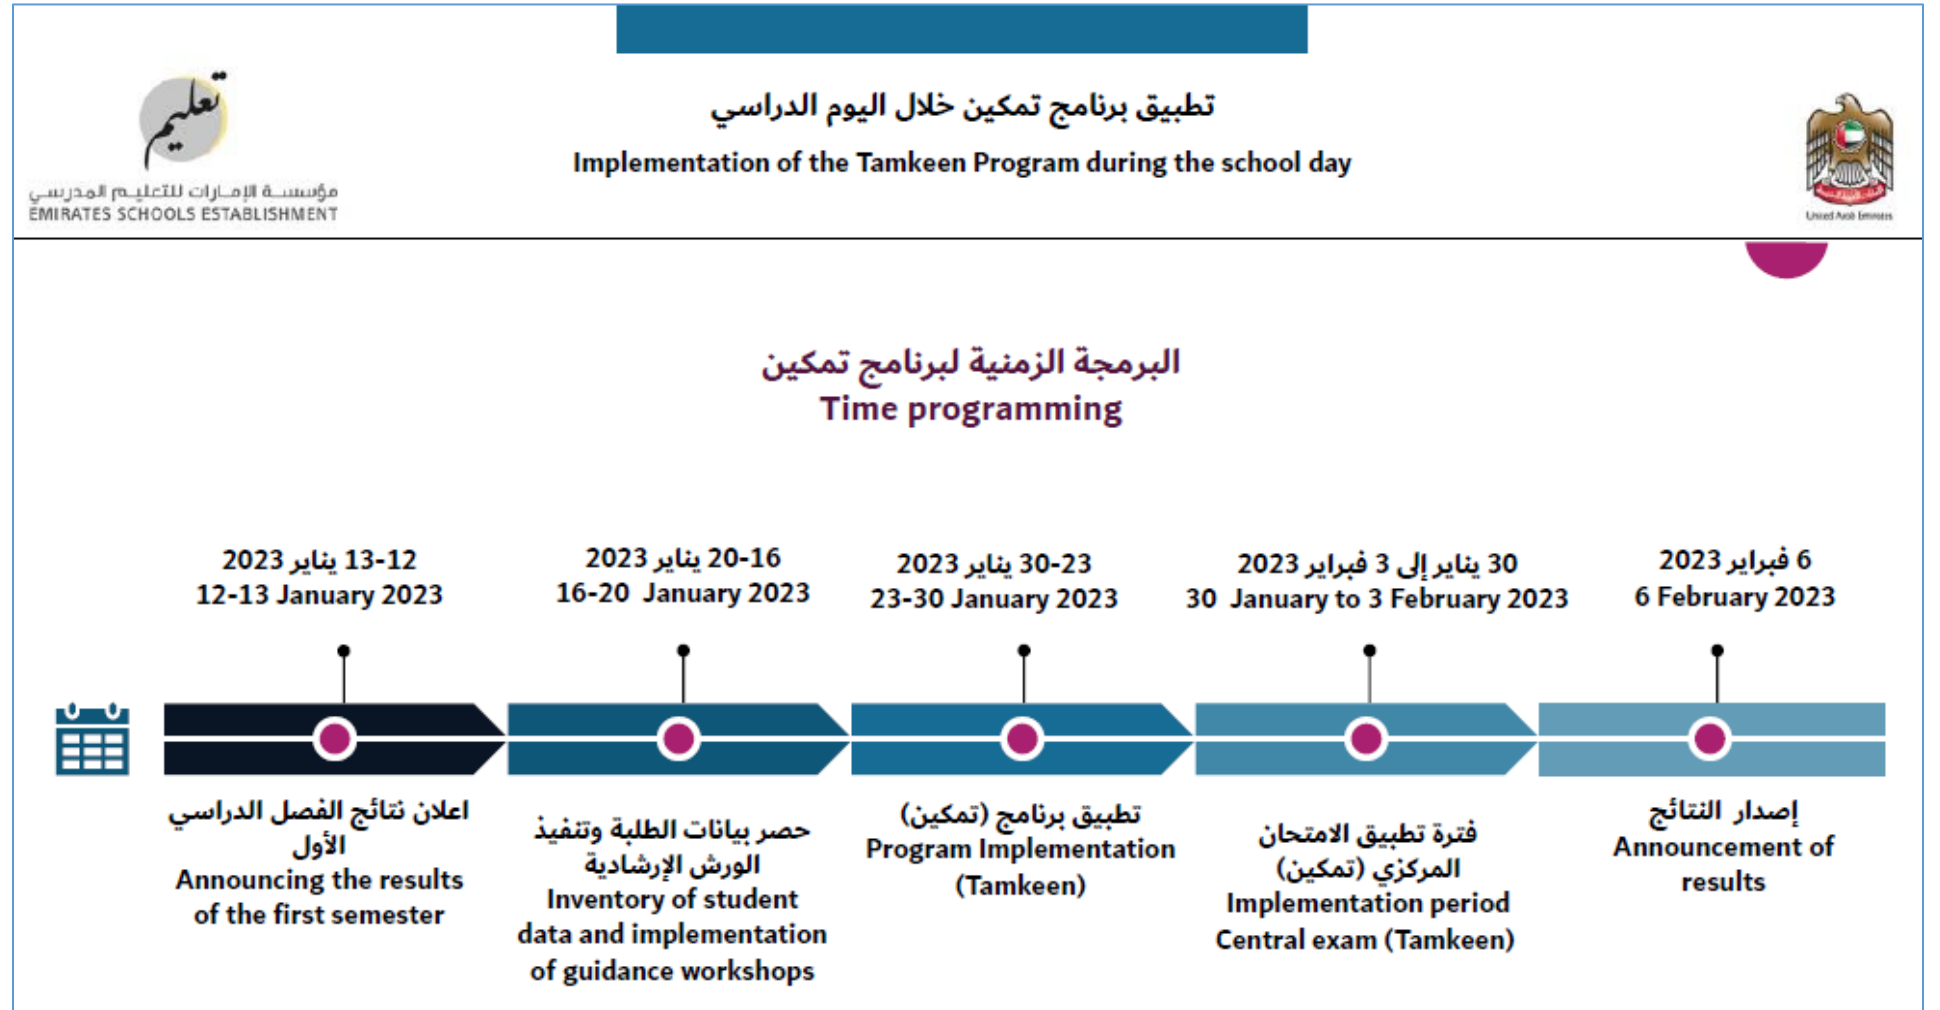 تعليم
مؤسسة الإمارات للتعليم المدرسي
EMIRATES SCHOOLS ESTABLISHMENT
تطبيق برنامج تمكين خلال اليوم الدراسي
Implementation of the Tamkeen Program during the school day
United Arab Emirates
البرمجة الزمنية لبرنامج تمكين
Time programming
12-13 يناير 2023
12-13 January 2023
16-20 يناير 2023
16-20 January 2023
23-30 يناير 2023
23-30 January 2023
30 يناير إلى 3 فبراير 2023
30 January to 3 February 2023
6 فبراير 2023
6 February 2023
اعلان نتائج الفصل الدراسي
الأول
Announcing the results
of the first semester
حصر بيانات الطلبة وتنفيذ
الورش الإرشادية
Inventory of student
data and implementation
of guidance workshops
تطبيق برنامج (تمكين)
Program Implementation
(Tamkeen)
فترة تطبيق الامتحان
المركزي (تمكين)
Implementation period
Central exam (Tamkeen)
إصدار النتائج
Announcement of
results